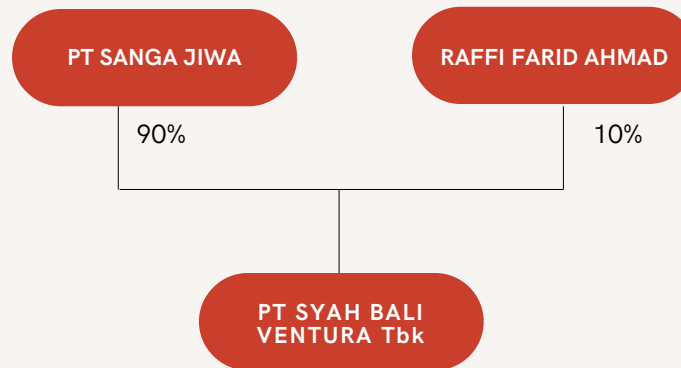 PT SANGA JIWA
RAFFI FARID AHMAD
90%
10%
PT SYAH BALI
VENTURA Tbk